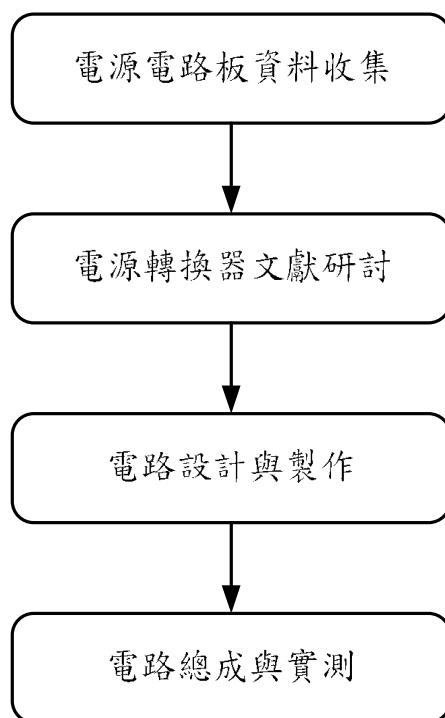 電源電路板資料收集
電源轉換器文獻研討
電路設計與製作
電路總成與實測